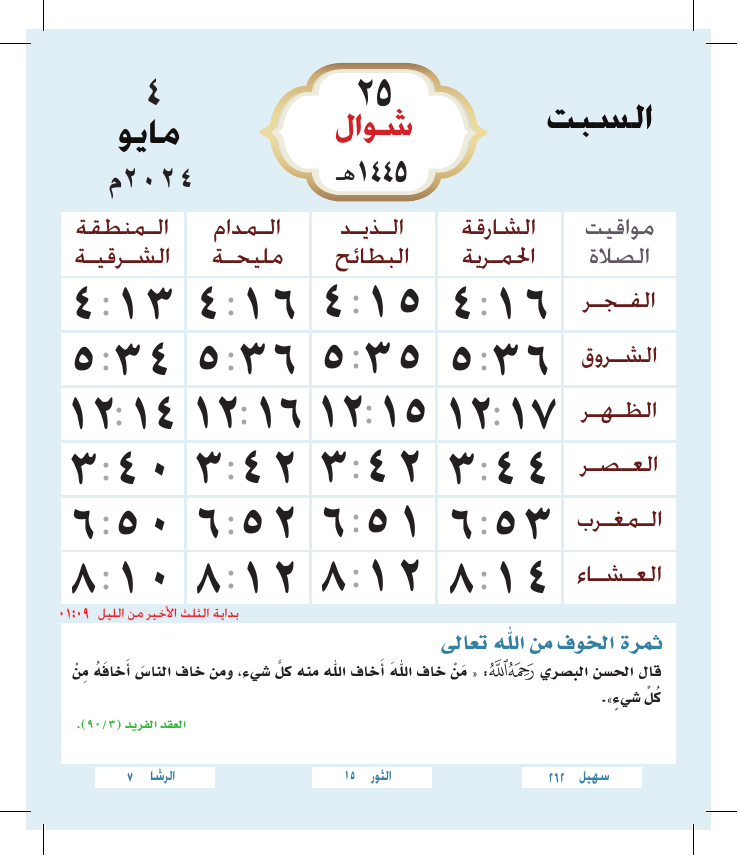 السبت
٢٥
شوال
١٤٤٥هـ
٤
مايو
٢٠٢٤م
مواقيت الصلاة
الشارقة الحمرية
الذيد البطائح
المدام مليحة
المنطقة الشرقية
الفجر ٤:١٦ ٤:١٥ ٤:١٦ ٤:١٣
الشروق ٥:٣٦ ٥:٣٥ ٥:٣٦ ٥:٣٤
الظهر ١٢:١٧ ١٢:١٥ ١٢:١٦ ١٢:١٤
العصر ٣:٤٤ ٣:٤٢ ٣:٤٢ ٣:٤٠
المغرب ٦:٥٣ ٦:٥١ ٦:٥٢ ٦:٥٠
العشاء ٨:١٤ ٨:١٢ ٨:١٢ ٨:١٠
بداية الثلث الأخير من الليل ٠١:٠٩
ثمرة الخوف من الله تعالى
قال الحسن البصري رَحِمَهُ ٱللَّهُ: « مَنْ خاف اللهَ أَخاف الله منه كلَّ شيء، ومن خاف الناسَ أَخافَهُ مِنْ
كُلِّ شيءٍ».
العقد الفريد (٣/ ٩٠).
سهيل ٢٦٢
الثور ١٥
الرشا ٧